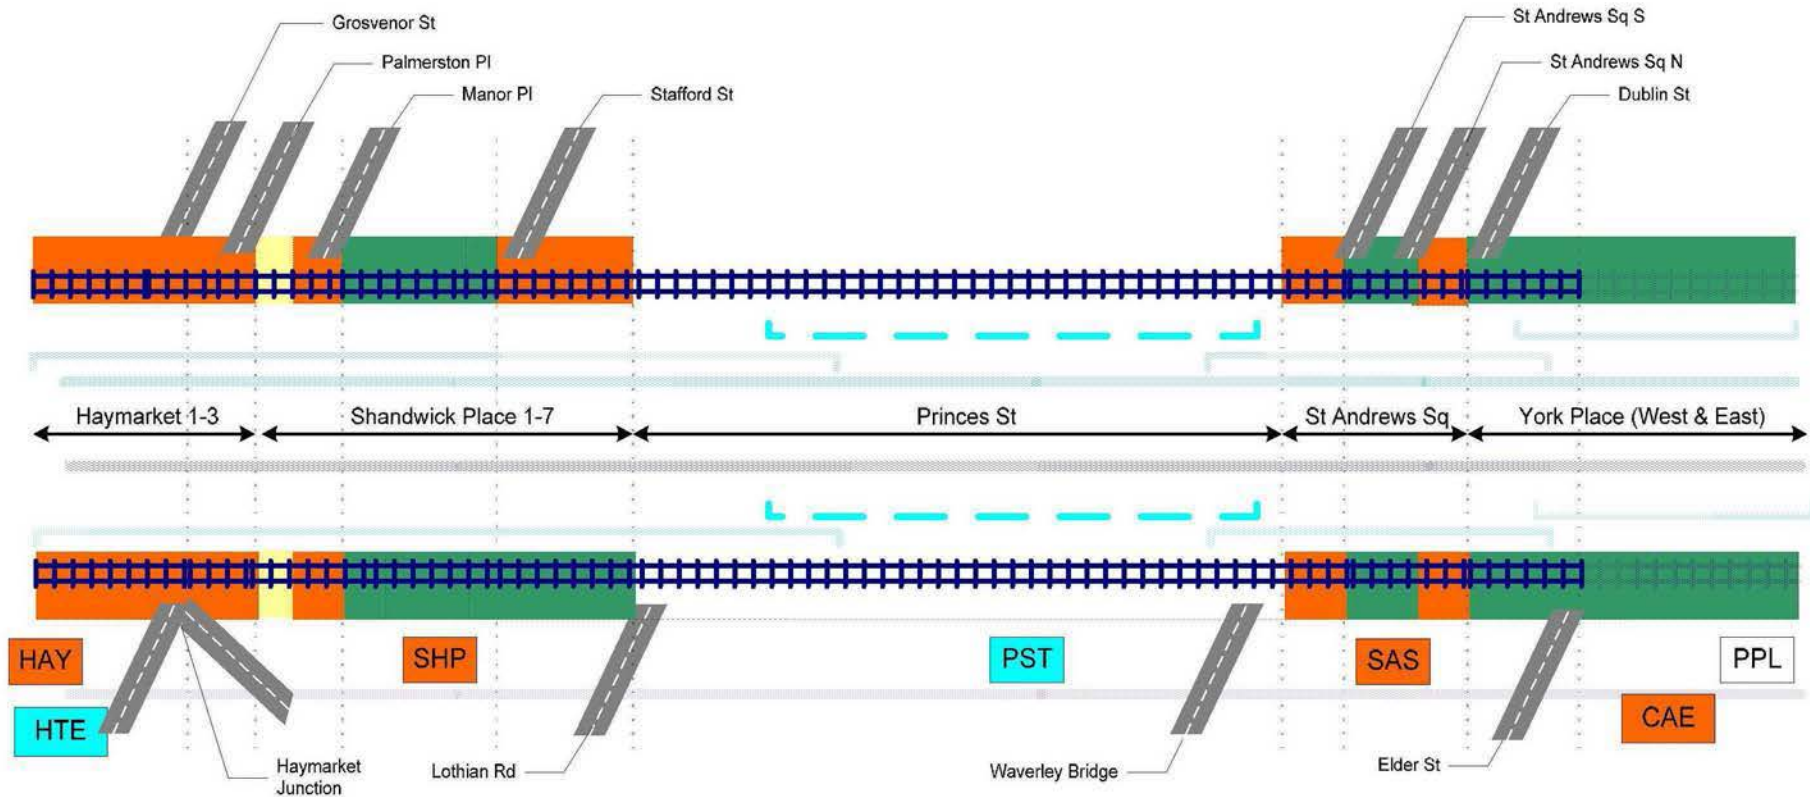 Grosvenor St
St Andrews Sq S
Palmerston Pl
St Andrews Sq N
Manor Pl
Stafford St
Dublin St
Haymarket 1-3
Shandwick Place 1-7
Princes St
St Andrews Sq
York Place (West & East)
HAY
SHP
PST
SAS
PPL
HTE
CAE
Haymarket
Junction
Lothian Rd
Waverley Bridge
Elder St